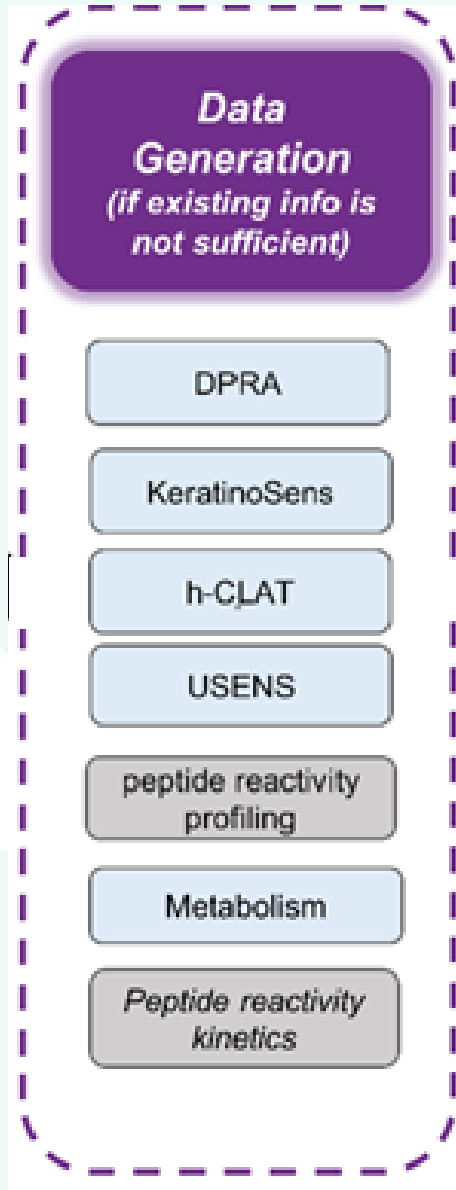 Data
Generation
(if existing info is
not sufficient)
DPRA
KeratinoSens
h-CLAT
USENS
peptide reactivity
profiling
Metabolism
Peptide reactivity
kinetics